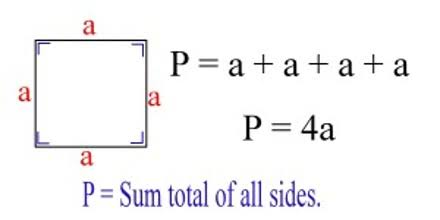 a
P = a + a + a + a
a
a
P = 4a
a
P = Sum total of all sides.